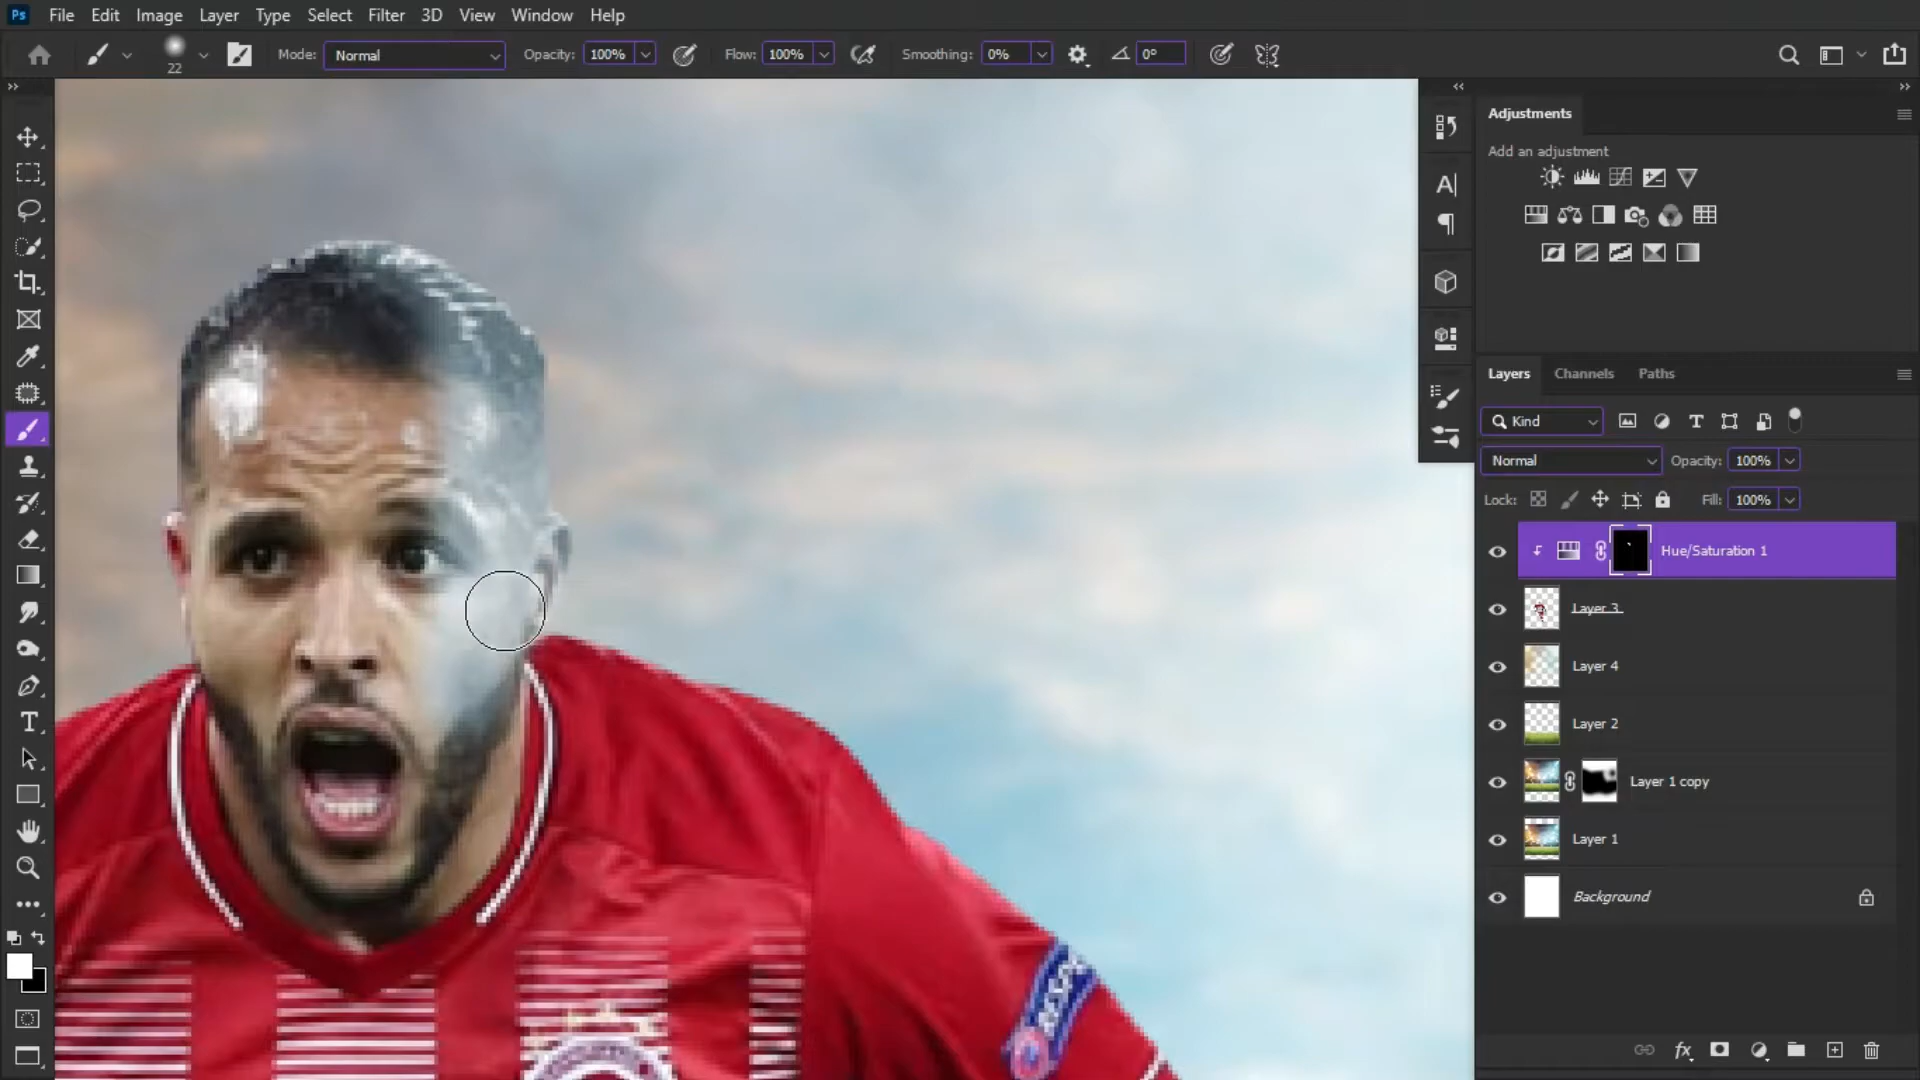 Ps File Edit Image Layer Type Select Filter 3D View Window Help
22 Mode: Normal Opacity: 100% Flow: 100% Smoothing: 0% 0°
Adjustments
Add an adjustment
Layers Channels Paths
Kind
Normal Opacity: 100%
Lock: Fill: 100%
Hue/Saturation 1
Layer 3
Layer 4
Layer 2
Layer 1 copy
Layer 1
Background